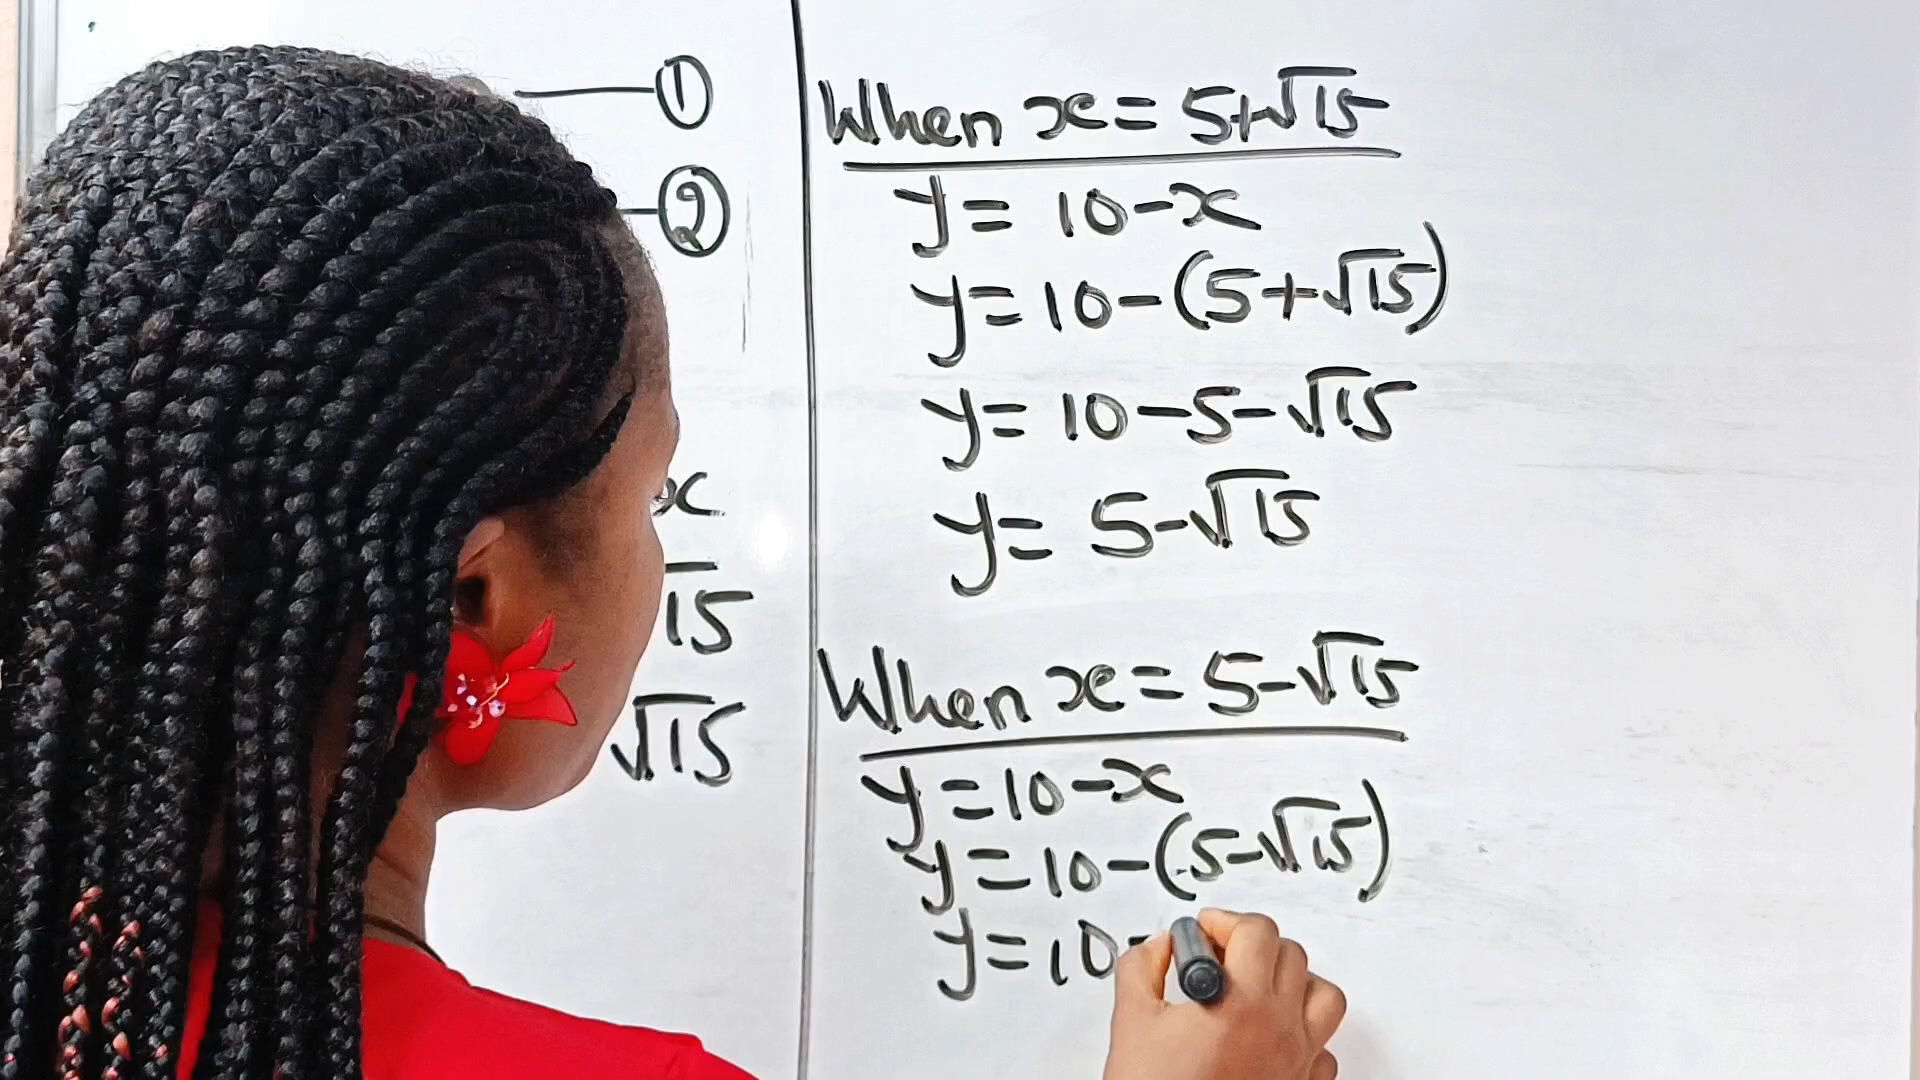 ①
②
x
15
√15
When x = 5+√15
y = 10-x
y = 10-(5+√15)
y = 10-5-√15
y = 5-√15
When x = 5-√15
y = 10-x
y = 10-(5-√15)
y = 10-